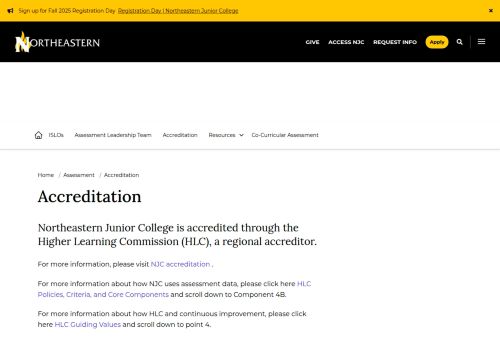 Sign up for Fall 2025 Registration Day Registration Day | Northeastern Junior College ×
NORTHEASTERN GIVE ACCESS NJC REQUEST INFO Apply
ISLOs Assessment Leadership Team Accreditation Resources Co-Curricular Assessment
Home / Assessment / Accreditation
Accreditation
Northeastern Junior College is accredited through the
Higher Learning Commission (HLC), a regional accreditor.
For more information, please visit NJC accreditation .
For more information about how NJC uses assessment data, please click here HLC
Policies, Criteria, and Core Components and scroll down to Component 4B.
For more information about how HLC and continuous improvement, please click
here HLC Guiding Values and scroll down to point 4.